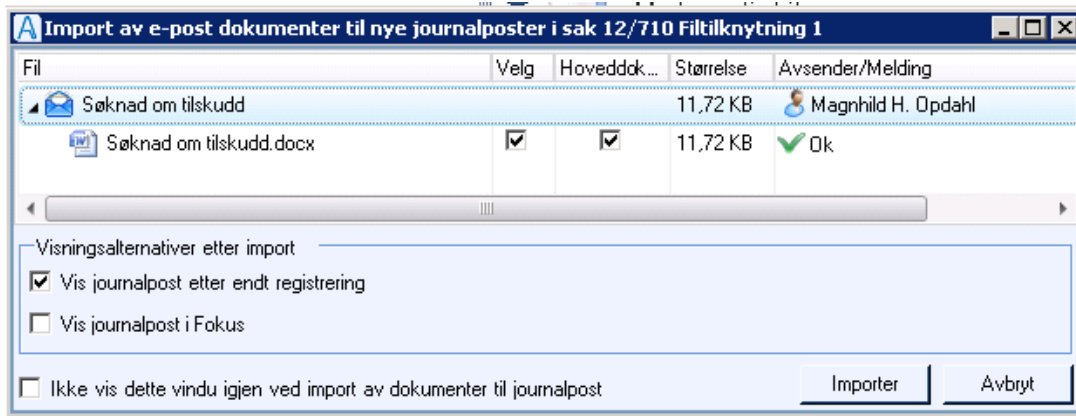 Import av e-post dokumenter til nye journalposter i sak 12/710 Filtilknytning 1
Fil Velg Hoveddok... Størrelse Avsender/Melding
Søknad om tilskudd 11,72 KB Magnhild H. Opdahl
Søknad om tilskudd.docx 11,72 KB Ok
Visningsalternativer etter import
Vis journalpost etter endt registrering
Vis journalpost i Fokus
Ikke vis dette vindu igjen ved import av dokumenter til journalpost Importer Avbryt